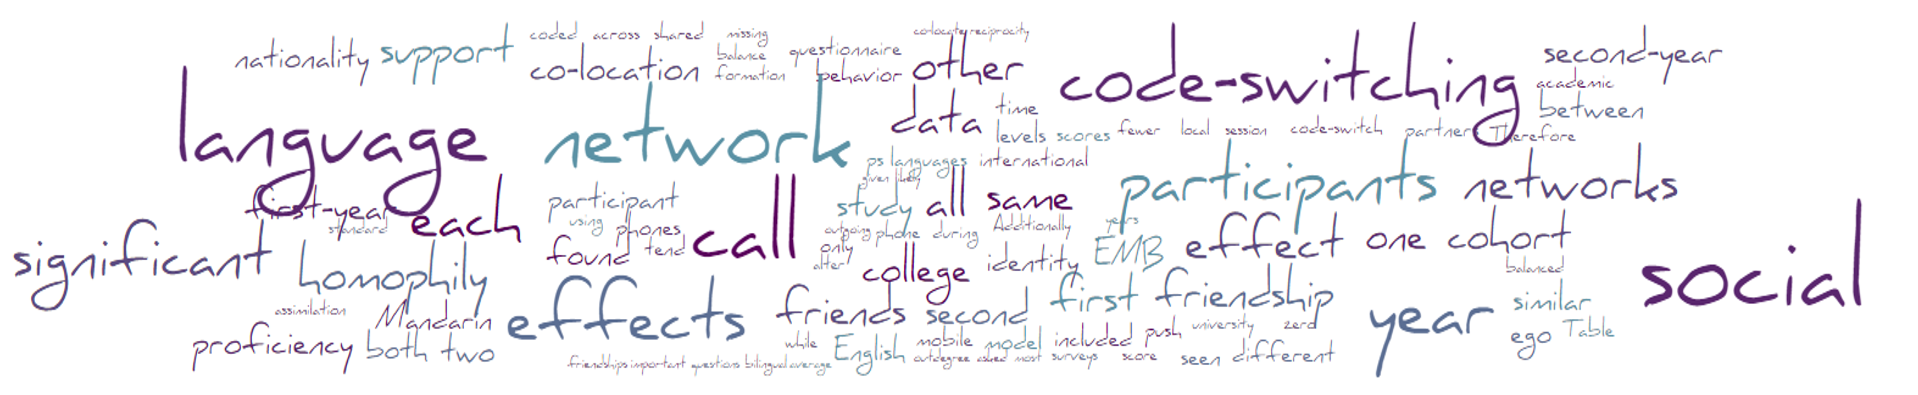 co-locate reciprocity
coded across shared missing
nationality support balance questionnaire second-year
co-location formation behavior other code-switching academic
language network data time between
levels scores fewer local session code-switch partner Therefore
ps languages international
given likely
participants networks
first-year each participant call study all same
standard using phones outgoing phone during Additionally years
significant found tend only EMB effect one cohort
homophily alter college identity balanced social
assimilation effects friends second first friendship year similar
Mandarin university zero ego Table
proficiency both two while English mobile model included push
outdegree asked most surveys score seen different
friendships important questions bilingual average